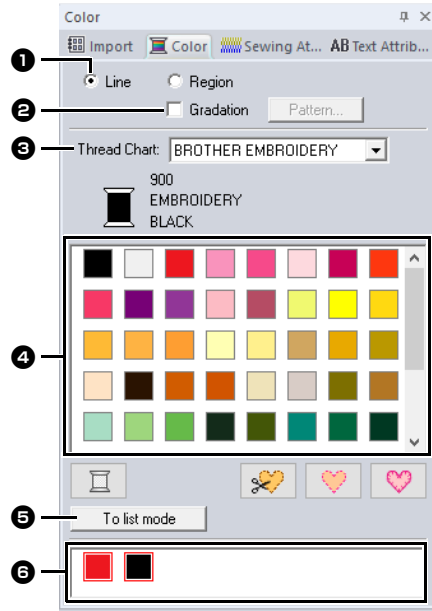 Color
Import Color Sewing At... AB Text Attrib...
1 Line Region
2 Gradation Pattern...
3 Thread Chart: BROTHER EMBROIDERY
900
EMBROIDERY
BLACK
4
5 To list mode
6